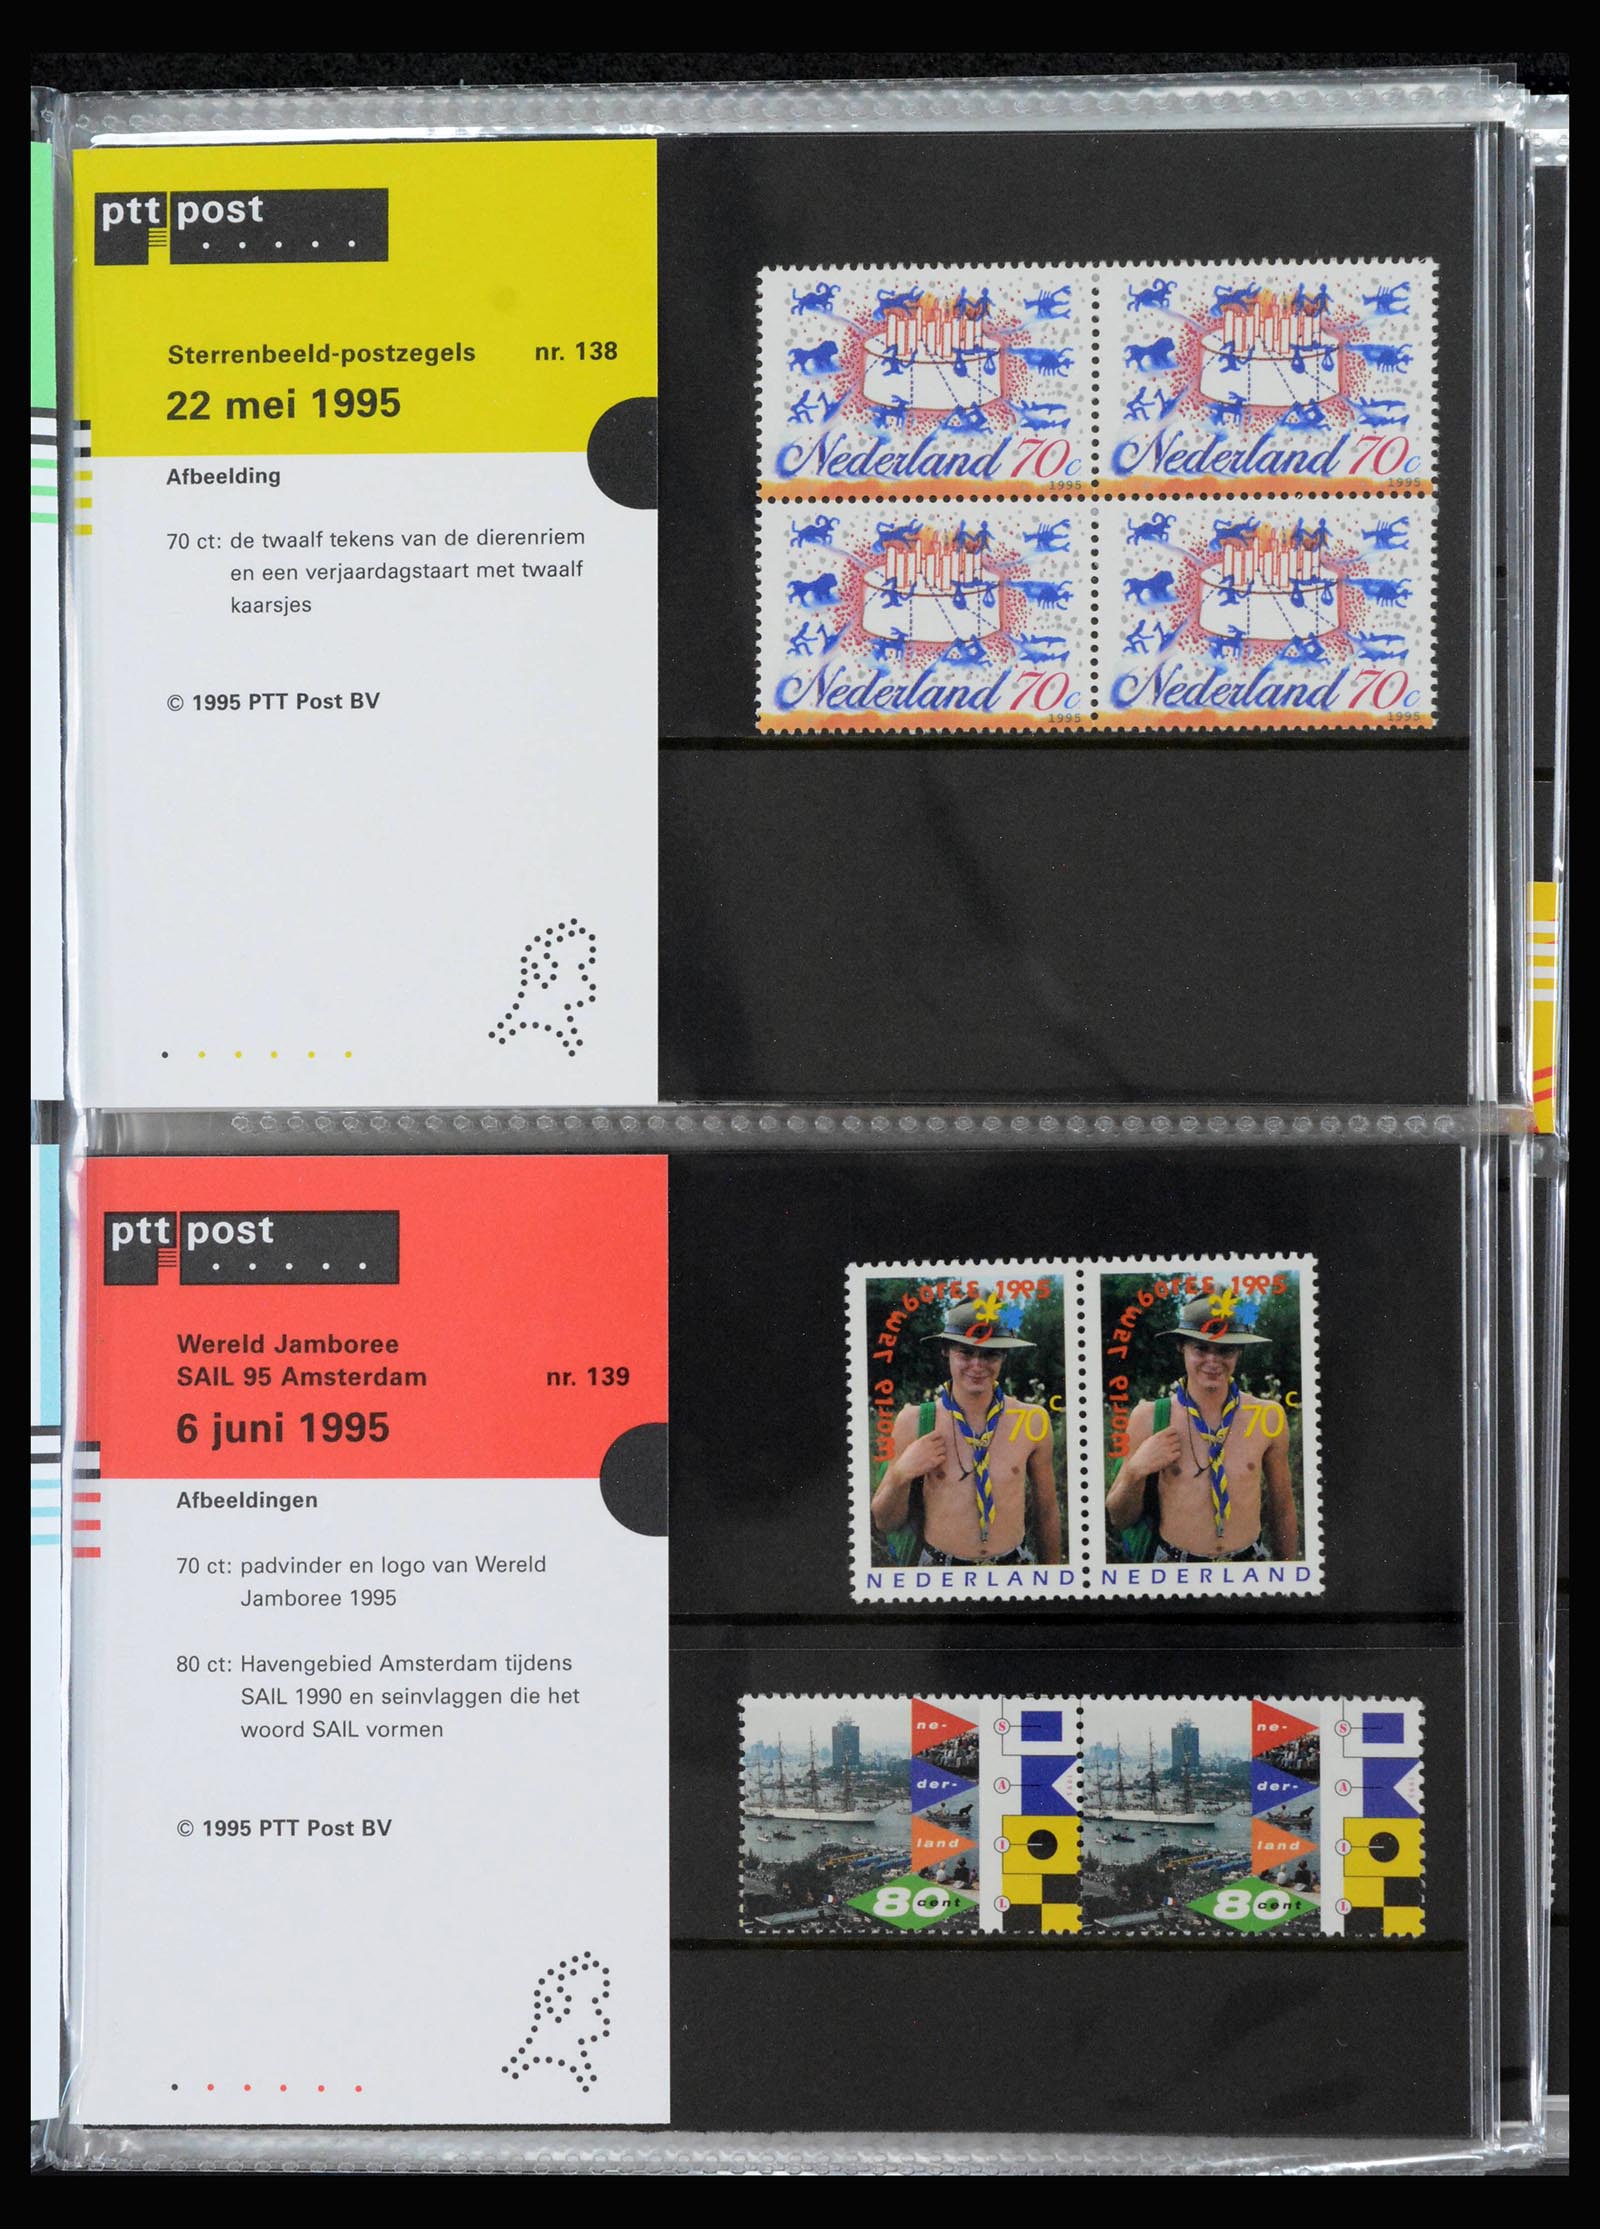 ptt post
Sterrenbeeld-postzegels nr. 138
22 mei 1995
Afbeelding
70 ct: de twaalf tekens van de dierenriem
en een verjaardagstaart met twaalf
kaarsjes
© 1995 PTT Post BV
Nederland 70c
1995
Nederland 70c
1995
Nederland 70c
1995
Nederland 70c
1995
ptt post
Wereld Jamboree
SAIL 95 Amsterdam nr. 139
6 juni 1995
Afbeeldingen
70 ct: padvinder en logo van Wereld
Jamboree 1995
80 ct: Havengebied Amsterdam tijdens
SAIL 1990 en seinvlaggen die het
woord SAIL vormen
© 1995 PTT Post BV
World Jamboree 1995
70c
NEDERLAND
World Jamboree 1995
70c
NEDERLAND
ne-
der-
land
80 cent
S
A
I
L
1995
ne-
der-
land
80 cent
S
A
I
L
1995